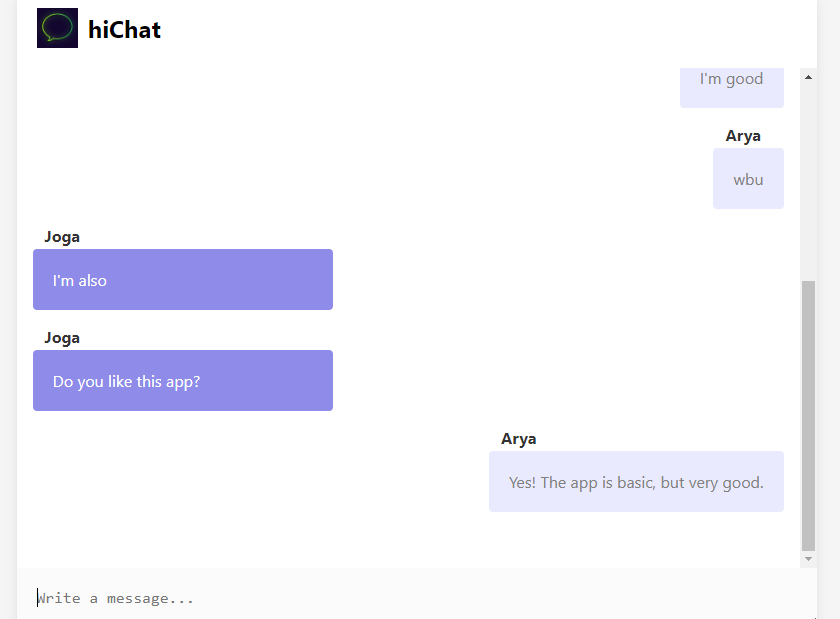 hiChat
I'm good
Arya
wbu
Joga
I'm also
Joga
Do you like this app?
Arya
Yes! The app is basic, but very good.
Write a message...